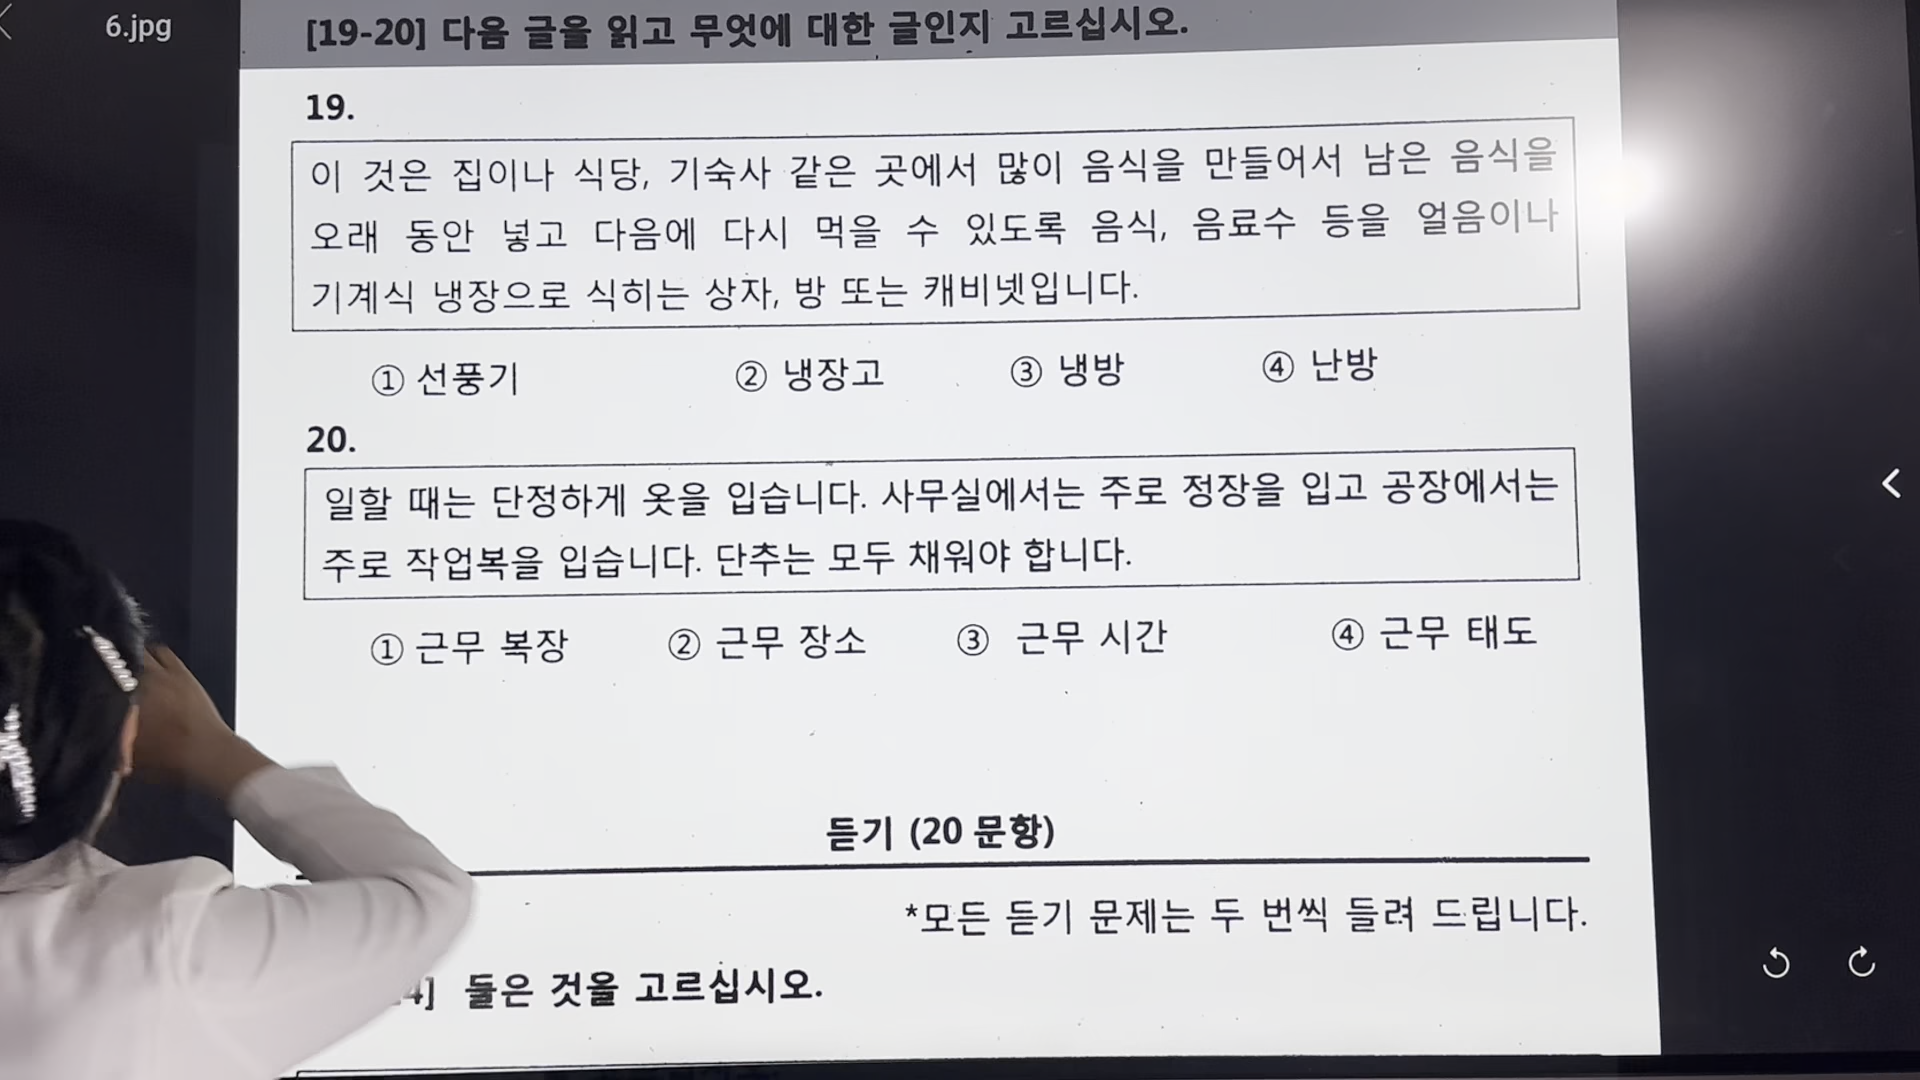 6.jpg
[19-20] 다음 글을 읽고 무엇에 대한 글인지 고르십시오.
19.
이 것은 집이나 식당, 기숙사 같은 곳에서 많이 음식을 만들어서 남은 음식을
오래 동안 넣고 다음에 다시 먹을 수 있도록 음식, 음료수 등을 얼음이나
기계식 냉장으로 식히는 상자, 방 또는 캐비넷입니다.
① 선풍기 ② 냉장고 ③ 냉방 ④ 난방
20.
일할 때는 단정하게 옷을 입습니다. 사무실에서는 주로 정장을 입고 공장에서는
주로 작업복을 입습니다. 단추는 모두 채워야 합니다.
① 근무 복장 ② 근무 장소 ③ 근무 시간 ④ 근무 태도
듣기 (20 문항)
*모든 듣기 문제는 두 번씩 들려 드립니다.
4] 들은 것을 고르십시오.